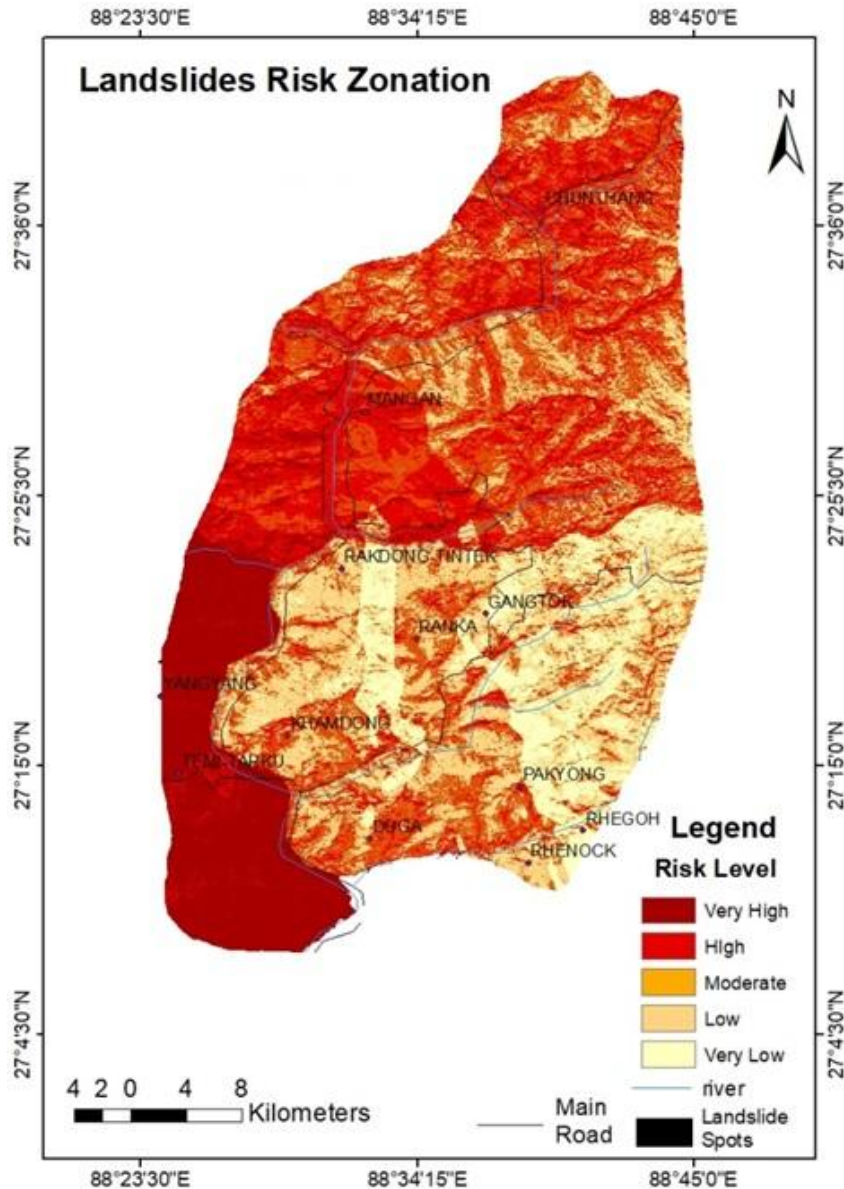 88°23'30"E 88°34'15"E 88°45'0"E
Landslides Risk Zonation
N
27°36'0"N 27°36'0"N
CHUNTHANG
MANGAN
27°25'30"N 27°25'30"N
RAKDONG TINTEK
GANGTOK
RANKA
YANGYANG
KHAMDONG
27°15'0"N 27°15'0"N
TEMI TARKU
PAKYONG
RHEGOH
DUGA
RHENOCK
Legend
Risk Level
Very High
HIgh
Moderate
Low
Very Low
river
Main
Road
Landslide
Spots
27°4'30"N 27°4'30"N
4 2 0 4 8
Kilometers
88°23'30"E 88°34'15"E 88°45'0"E